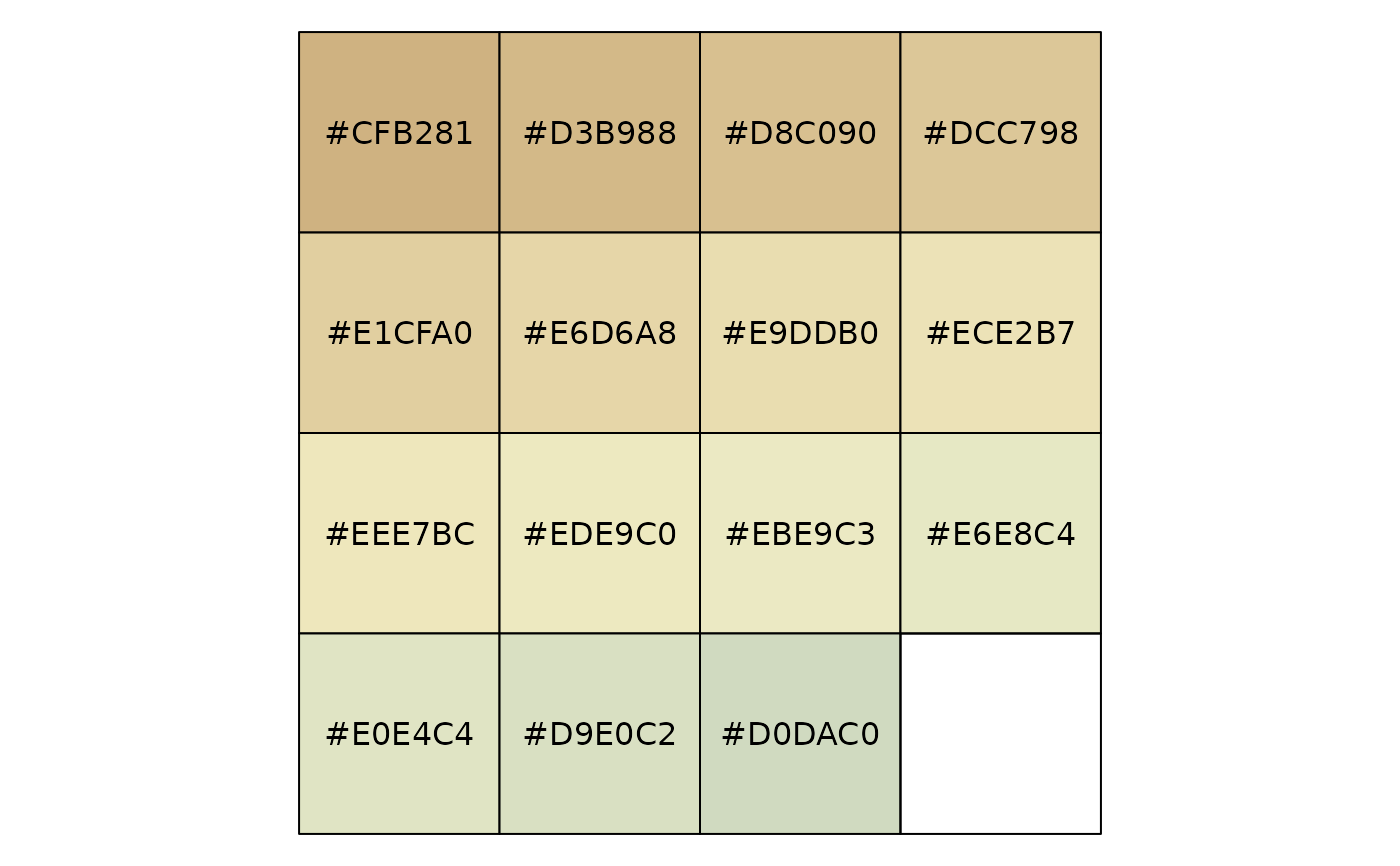 #CFB281 #D3B988 #D8C090 #DCC798
#E1CFA0 #E6D6A8 #E9DDB0 #ECE2B7
#EEE7BC #EDE9C0 #EBE9C3 #E6E8C4
#E0E4C4 #D9E0C2 #D0DAC0